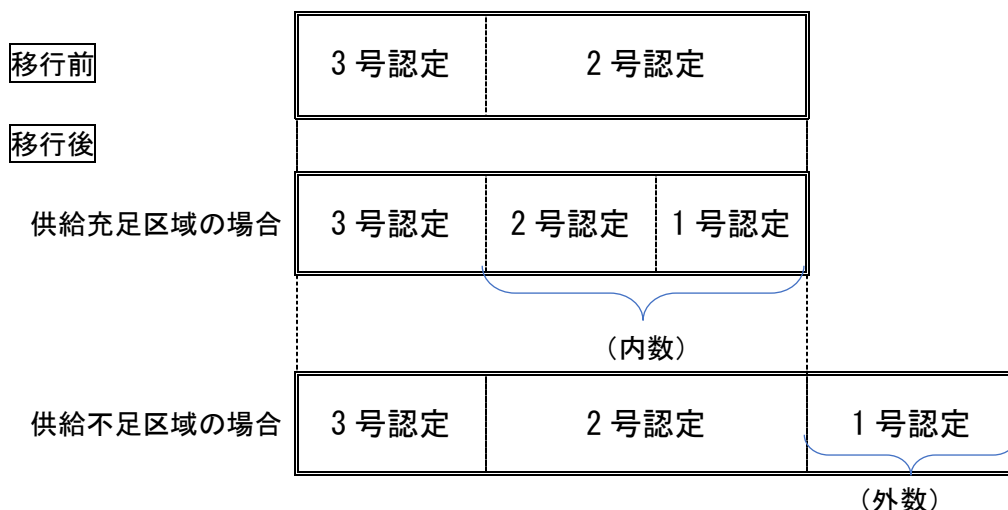 移行前
3号認定 2号認定
移行後
供給充足区域の場合 3号認定 2号認定 1号認定
（内数）
供給不足区域の場合 3号認定 2号認定 1号認定
（外数）